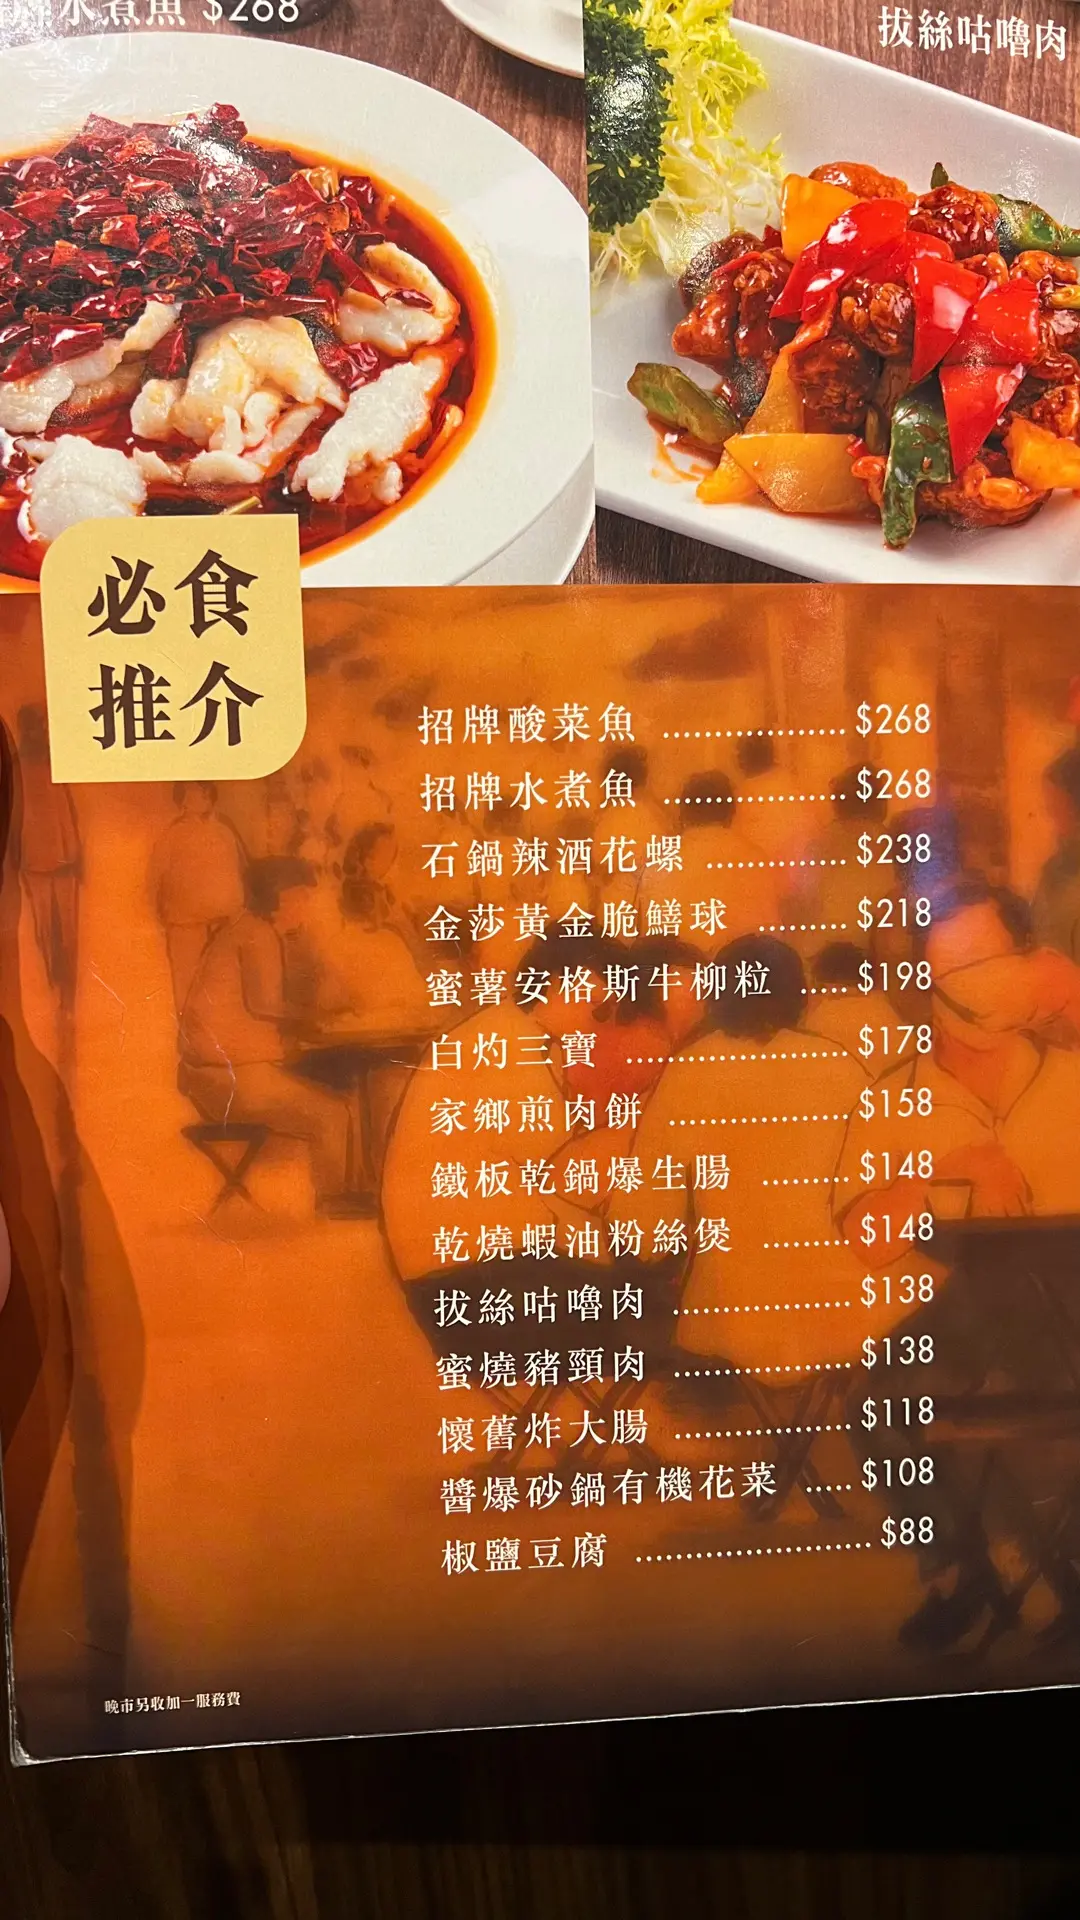 水煮魚 $268
拔絲咕嚕肉
必食
推介
招牌酸菜魚 .................. $268
招牌水煮魚 .................. $268
石鍋辣酒花螺 .............. $238
金莎黃金脆鱔球 ......... $218
蜜薯安格斯牛柳粒 ..... $198
白灼三寶 ...................... $178
家鄉煎肉餅 .................. $158
鐵板乾鍋爆生腸 ......... $148
乾燒蝦油粉絲煲 ......... $148
拔絲咕嚕肉 .................. $138
蜜燒豬頸肉 .................. $138
懷舊炸大腸 .................. $118
醬爆砂鍋有機花菜 ..... $108
椒鹽豆腐 ........................ $88
晚市另收加一服務費